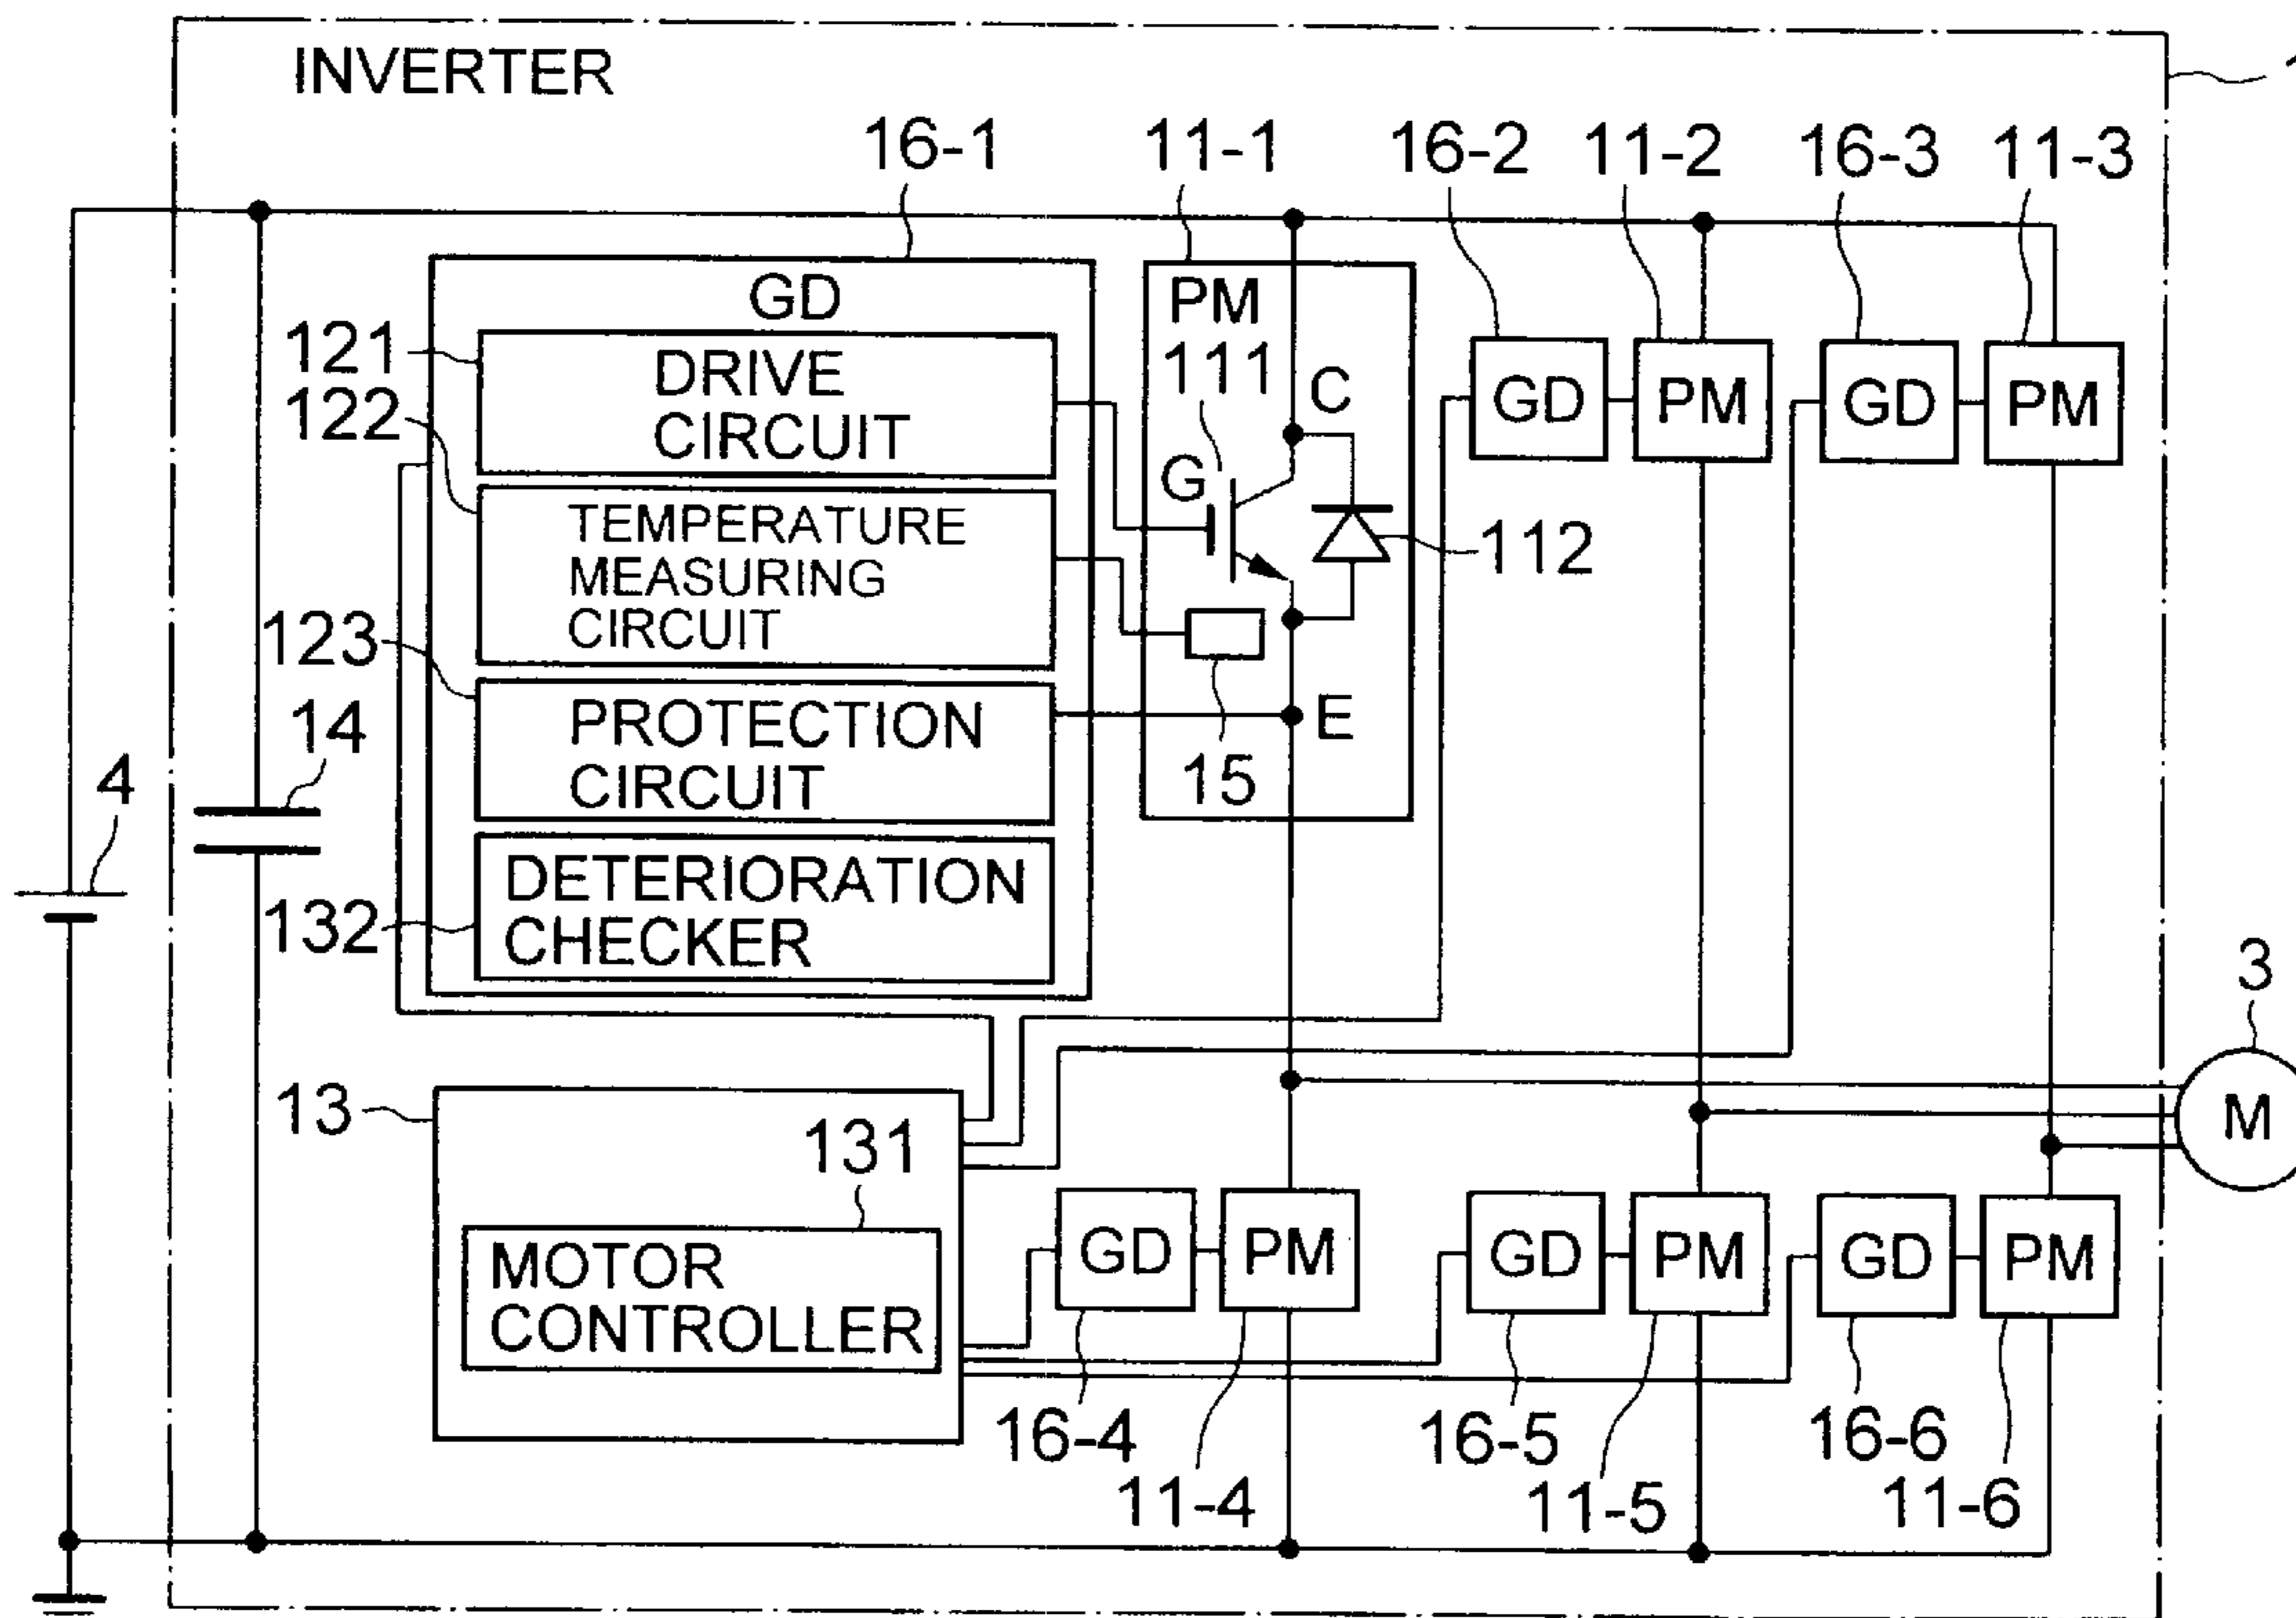 INVERTER
1
16-1
11-1
16-2
11-2
16-3
11-3
GD
PM
121
DRIVE
CIRCUIT
111
C
G
GD
PM
GD
PM
122
TEMPERATURE
MEASURING
CIRCUIT
112
123
PROTECTION
CIRCUIT
E
15
14
4
132
DETERIORATION
CHECKER
3
M
13
131
MOTOR
CONTROLLER
GD
PM
GD
PM
GD
PM
16-4
11-4
16-5
11-5
16-6
11-6